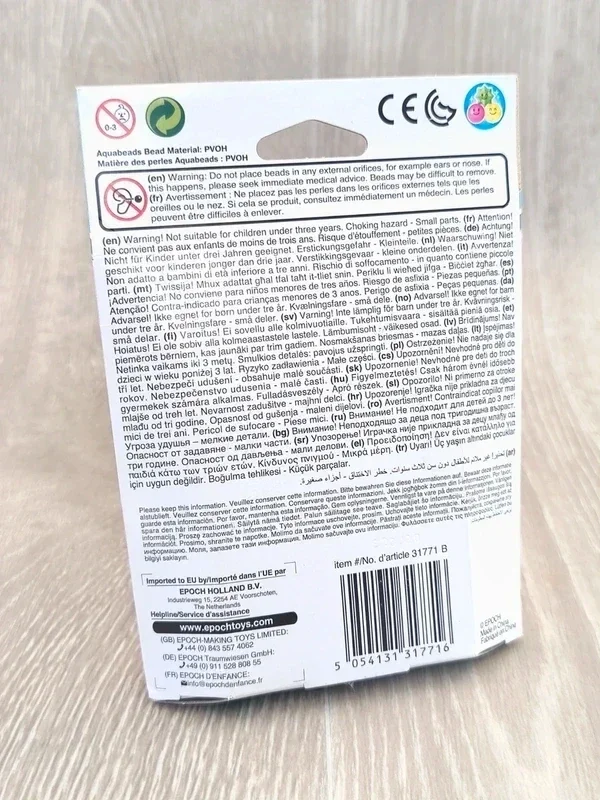 0-3
CE
Aquabeads Bead Material: PVOH
Matière des perles Aquabeads : PVOH
(en) Warning: Do not place beads in any external orifices, for example ears or nose. If
this happens, please seek immediate medical advice. Beads may be difficult to remove.
(fr) Avertissement : Ne placez pas les perles dans les orifices externes tels que les
oreilles ou le nez. Si cela se produit, consultez immédiatement un médecin. Les perles
peuvent être difficiles à enlever.
(en) Warning! Not suitable for children under three years. Choking hazard - Small parts. (fr) Attention!
Ne convient pas aux enfants de moins de trois ans. Risque d'étouffement - petites pièces. (de) Achtung!
Nicht für Kinder unter drei Jahren geeignet. Erstickungsgefahr - Kleinteile. (nl) Waarschuwing! Niet
geschikt voor kinderen jonger dan drie jaar. Verstikkingsgevaar - kleine onderdelen. (it) Avvertenza!
Non adatto a bambini di età inferiore a tre anni. Rischio di soffocamento - in quanto contiene piccole
parti. (mt) Twissija! Mhux adattat għal tfal taħt it-tliet snin. Periklu li wieħed jifga - Biċċiet żgħar. (es)
¡Advertencia! No conviene para niños menores de tres años. Riesgo de asfixia - Piezas pequeñas. (pt)
Atenção! Contra-indicado para crianças menores de 3 anos. Perigo de asfixia - Peças pequenas. (da)
Advarsel! Ikke egnet for børn under tre år. Kvælningsfare - små dele. (no) Advarsel! Ikke egnet for barn
under tre år. Kvelningsfare - små deler. (sv) Varning! Inte lämplig för barn under tre år. Kvävningsrisk -
små delar. (fi) Varoitus! Ei sovellu alle kolmivuotiaille. Tukehtumisvaara - sisältää pieniä osia. (et)
Hoiatus! Ei ole sobiv alla kolmeaastastele lastele. Lämbumisoht - väikesed osad. (lv) Brīdinājums! Nav
piemērots bērniem, kas jaunāki par trim gadiem. Nosmakšanas briesmas - mazas daļas. (lt) Įspėjimas!
Netinka vaikams iki 3 metų. Smulkios detalės: pavojus užspringti. (pl) Ostrzeżenie! Nie nadaje się dla
dzieci w wieku poniżej 3 lat. Ryzyko zadławienia - Małe części. (cs) Upozornění! Nevhodné pro děti do
tří let. Nebezpečí udušení - obsahuje malé součásti. (sk) Upozornenie! Nevhodné pre deti do troch
rokov. Nebezpečenstvo udusenia - malé časti. (hu) Figyelmeztetés! Csak három évnél idősebb
gyermekek számára alkalmas. Fulladásveszély - Apró részek. (sl) Opozorilo! Ni primerno za otroke
mlajše od treh let. Nevarnost zadušitve - majhni delci. (hr) Upozorenje! Igračka nije prikladna za djecu
mlađu od tri godine. Opasnost od gušenja - maleni dijelovi. (ro) Avertisment! Contraindicat copiilor mai
mici de trei ani. Pericol de sufocare - Piese mici. (ru) Внимание! Не подходит для детей до 3 лет!
Угроза удушья – мелкие детали. (bg) Внимание! Неподходящо за деца под тригодишна възраст.
Опасност от задавяне - малки части. (sr) Упозорење! Играчка није прикладна за децу млађу од
три године. Опасност од дављења - мали делови. (el) Προειδοποίηση! Δεν είναι κατάλληλο για
παιδιά κάτω των τριών ετών. Κίνδυνος πνιγμού - Μικρά μέρη. (tr) Uyarı! Üç yaşın altındaki çocuklar
için uygun değildir. Boğulma tehlikesi - Küçük parçalar.
(ar) تحذير! غير ملائم للأطفال دون سن ثلاث سنوات. خطر الاختناق - أجزاء صغيرة.
Please keep this information. Veuillez conserver cette information. Bitte bewahren Sie diese Informationen auf. Bewaar deze informatie
item #/No. d'article 31771 B
Imported to EU by/importé dans l'UE par
EPOCH HOLLAND B.V.
Industrieweg 15, 2254 AE Voorschoten,
The Netherlands
Helpline/Service d'assistance
www.epochtoys.com
(GB) EPOCH-MAKING TOYS LIMITED:
+44 (0) 843 557 4062
(DE) EPOCH Traumwiesen GmbH:
+49 (0) 911 528 808 55
(FR) EPOCH D'ENFANCE:
info@epochdenfance.fr
5 054131 317716
© EPOCH
Made in China
Fabriqué en Chine